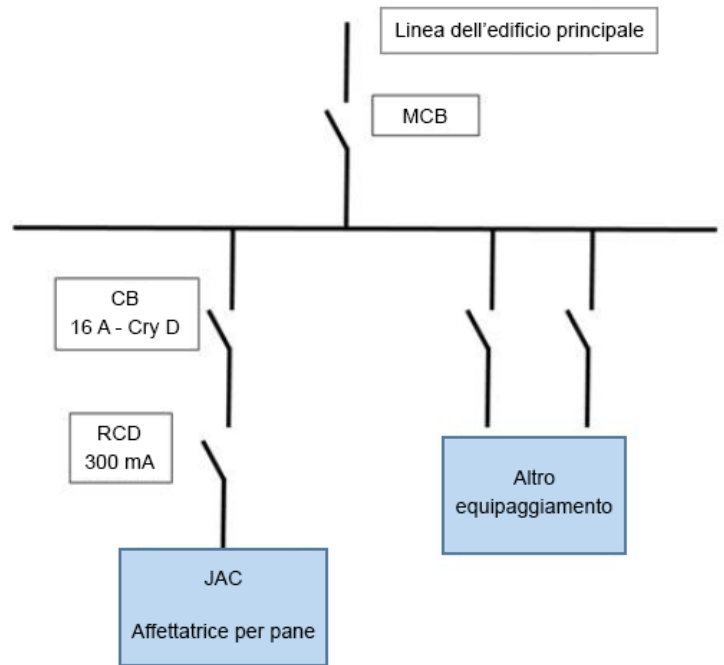 Linea dell'edificio principale
MCB
CB
16 A - Cry D
RCD
300 mA
Altro
equipaggiamento
JAC
Affettatrice per pane